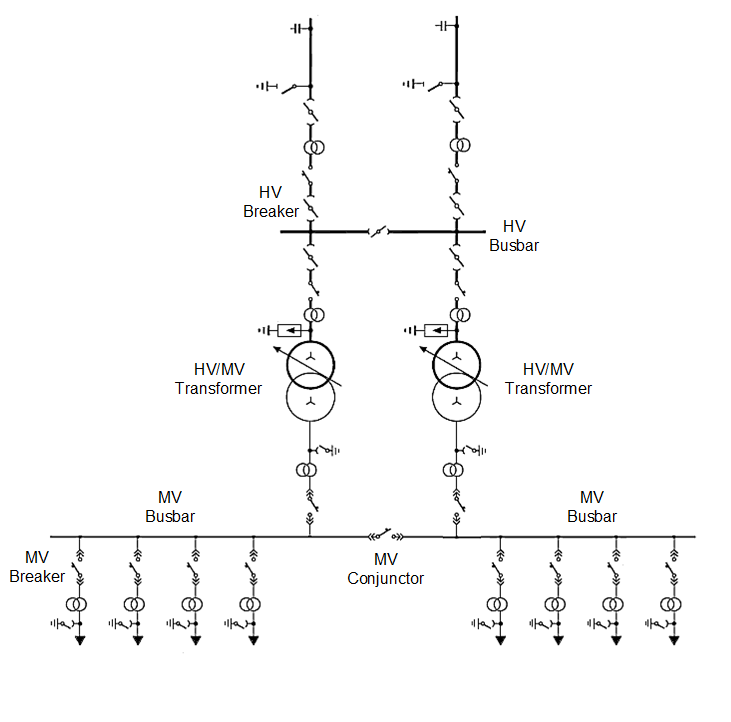 HV
Breaker
HV
Busbar
HV/MV
Transformer
HV/MV
Transformer
MV
Busbar
MV
Busbar
MV
Breaker
MV
Conjunctor